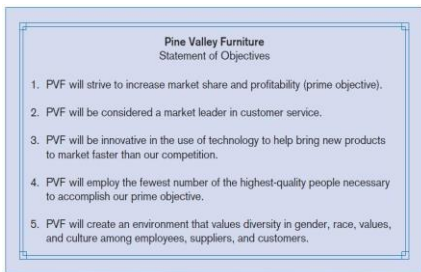 Pine Valley Furniture
Statement of Objectives
1. PVF will strive to increase market share and profitability (prime objective).
2. PVF will be considered a market leader in customer service.
3. PVF will be innovative in the use of technology to help bring new products
to market faster than our competition.
4. PVF will employ the fewest number of the highest-quality people necessary
to accomplish our prime objective.
5. PVF will create an environment that values diversity in gender, race, values,
and culture among employees, suppliers, and customers.